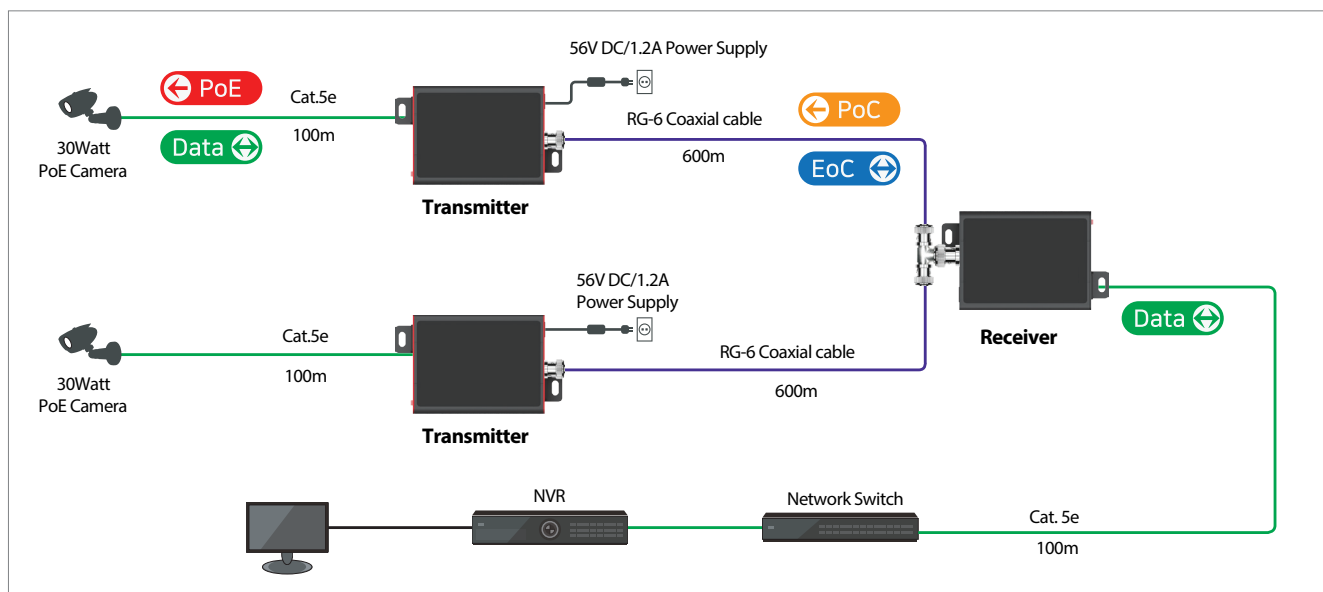 56V DC/1.2A Power Supply
PoE
Cat.5e
100m
Data
30Watt
PoE Camera
RG-6 Coaxial cable
600m
PoC
EoC
Transmitter
56V DC/1.2A
Power Supply
Cat.5e
100m
30Watt
PoE Camera
RG-6 Coaxial cable
600m
Transmitter
Receiver
Data
NVR
Network Switch
Cat. 5e
100m